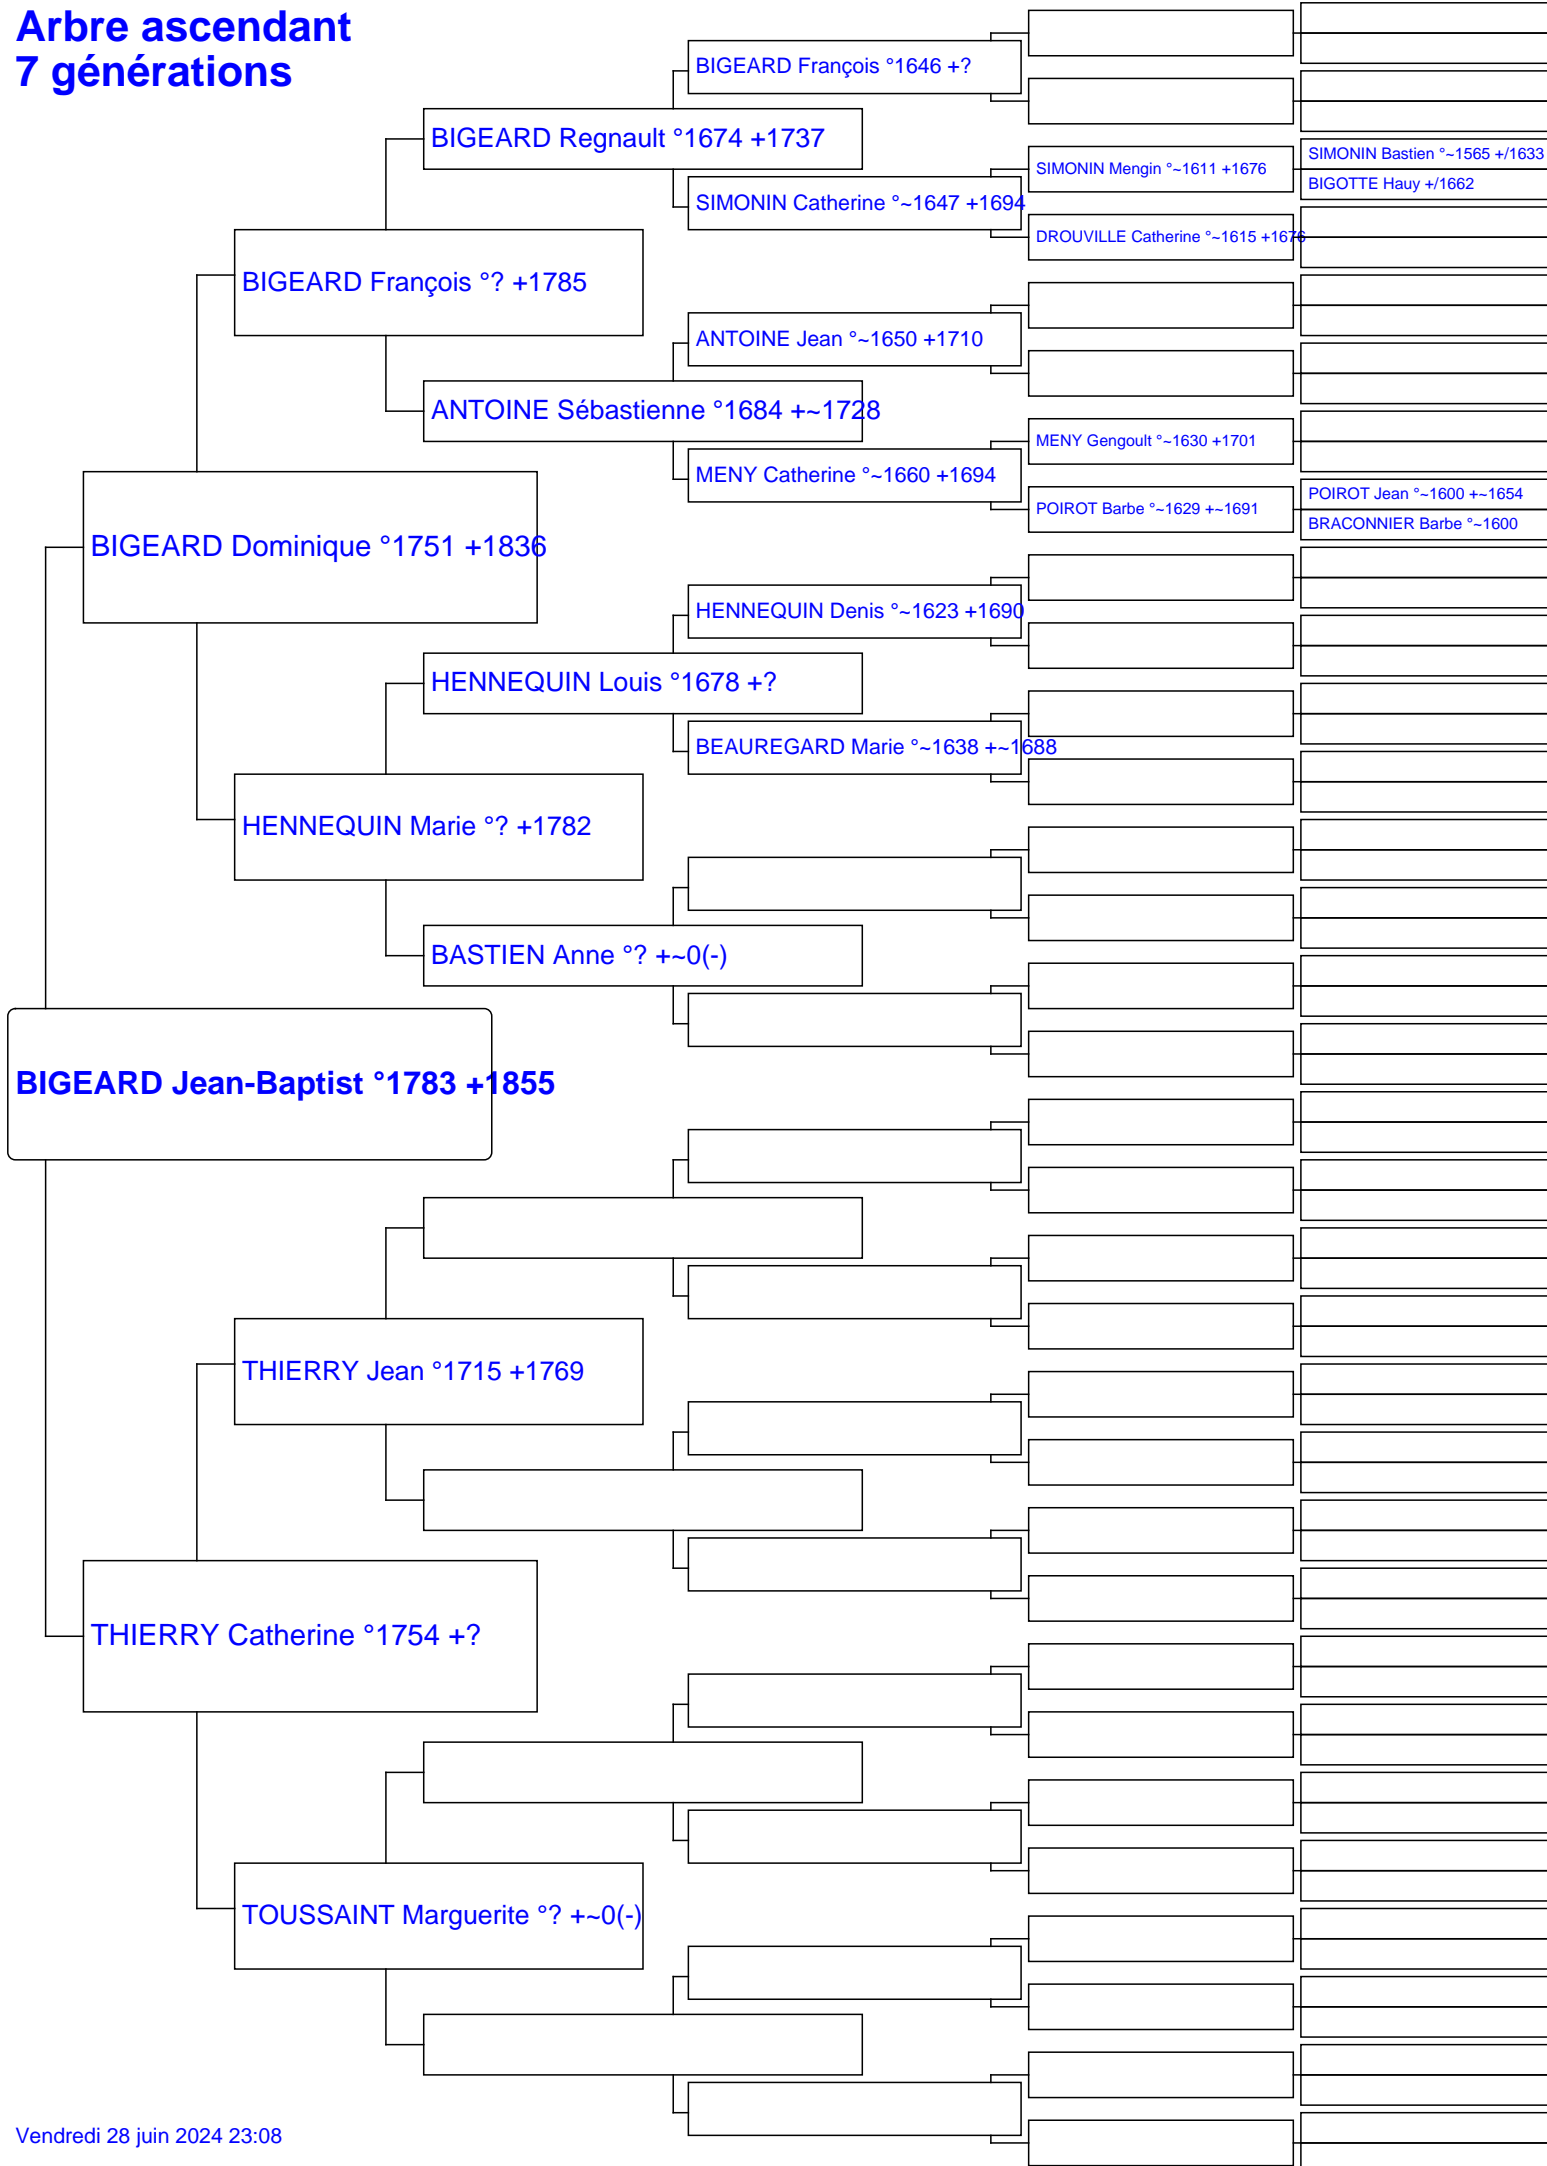 Arbre ascendant
7 générations
BIGEARD François °1646 +?
BIGEARD Regnault °1674 +1737
SIMONIN Mengin °~1611 +1676
SIMONIN Bastien °~1565 +/1633
BIGOTTE Hauy +/1662
SIMONIN Catherine °~1647 +1694
DROUVILLE Catherine °~1615 +1676
BIGEARD François °? +1785
ANTOINE Jean °~1650 +1710
ANTOINE Sébastienne °1684 +~1728
MENY Gengoult °~1630 +1701
MENY Catherine °~1660 +1694
POIROT Barbe °~1629 +~1691
POIROT Jean °~1600 +~1654
BRACONNIER Barbe °~1600
BIGEARD Dominique °1751 +1836
HENNEQUIN Denis °~1623 +1690
HENNEQUIN Louis °1678 +?
BEAUREGARD Marie °~1638 +~1688
HENNEQUIN Marie °? +1782
BASTIEN Anne °? +~0(-)
BIGEARD Jean-Baptist °1783 +1855
THIERRY Jean °1715 +1769
THIERRY Catherine °1754 +?
TOUSSAINT Marguerite °? +~0(-)
Vendredi 28 juin 2024 23:08